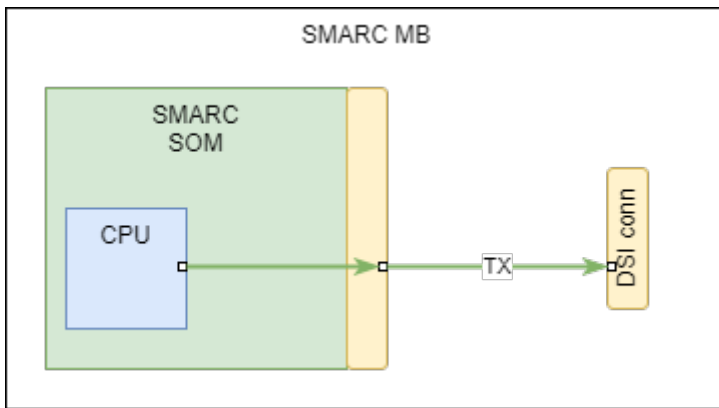 SMARC MB
SMARC
SOM
CPU
TX
DSI conn